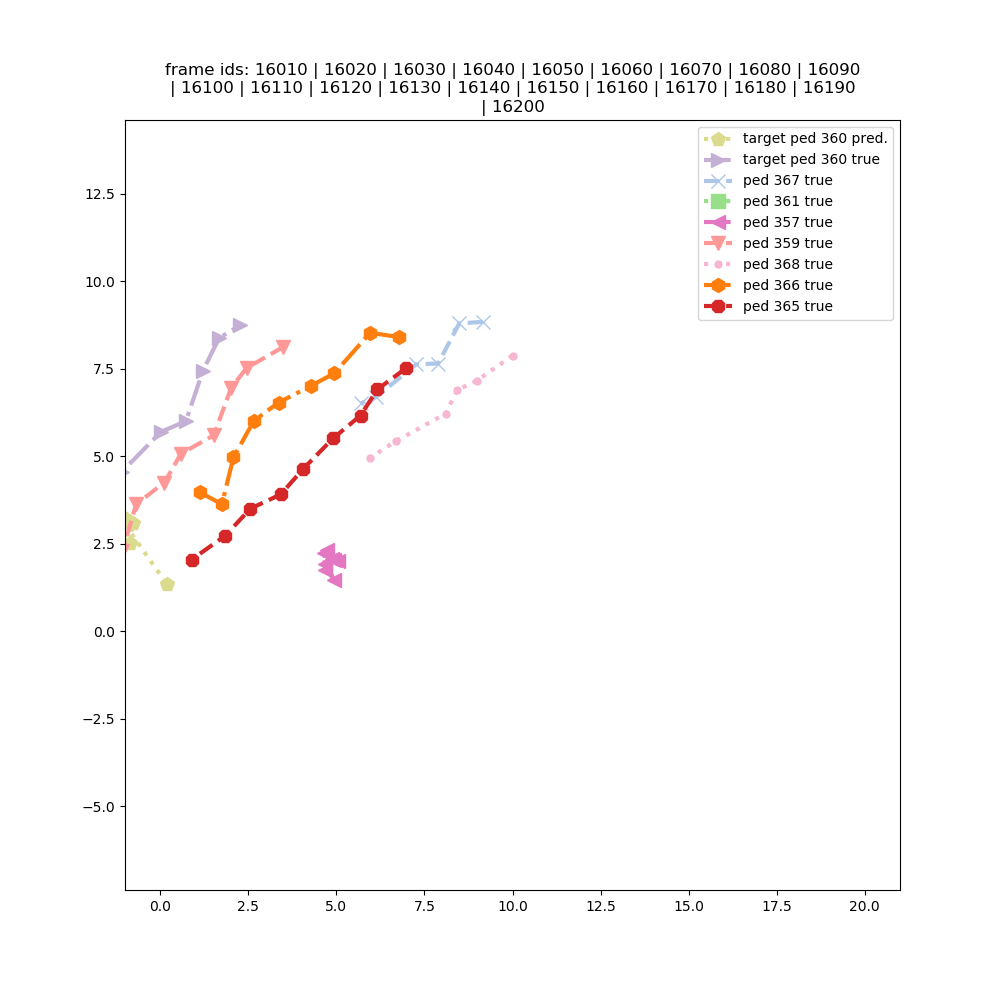 frame ids: 16010 | 16020 | 16030 | 16040 | 16050 | 16060 | 16070 | 16080 | 16090
| 16100 | 16110 | 16120 | 16130 | 16140 | 16150 | 16160 | 16170 | 16180 | 16190
| 16200
target ped 360 pred.
target ped 360 true
ped 367 true
ped 361 true
ped 357 true
ped 359 true
ped 368 true
ped 366 true
ped 365 true
12.5
10.0
7.5
5.0
2.5
0.0
−2.5
−5.0
0.0 2.5 5.0 7.5 10.0 12.5 15.0 17.5 20.0